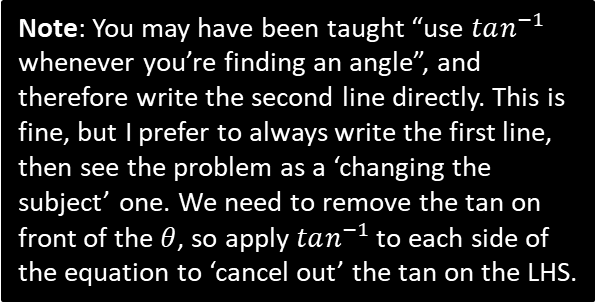 Note: You may have been taught “use tan⁻¹
whenever you’re finding an angle”, and
therefore write the second line directly. This is
fine, but I prefer to always write the first line,
then see the problem as a ‘changing the
subject’ one. We need to remove the tan on
front of the θ, so apply tan⁻¹ to each side of
the equation to ‘cancel out’ the tan on the LHS.